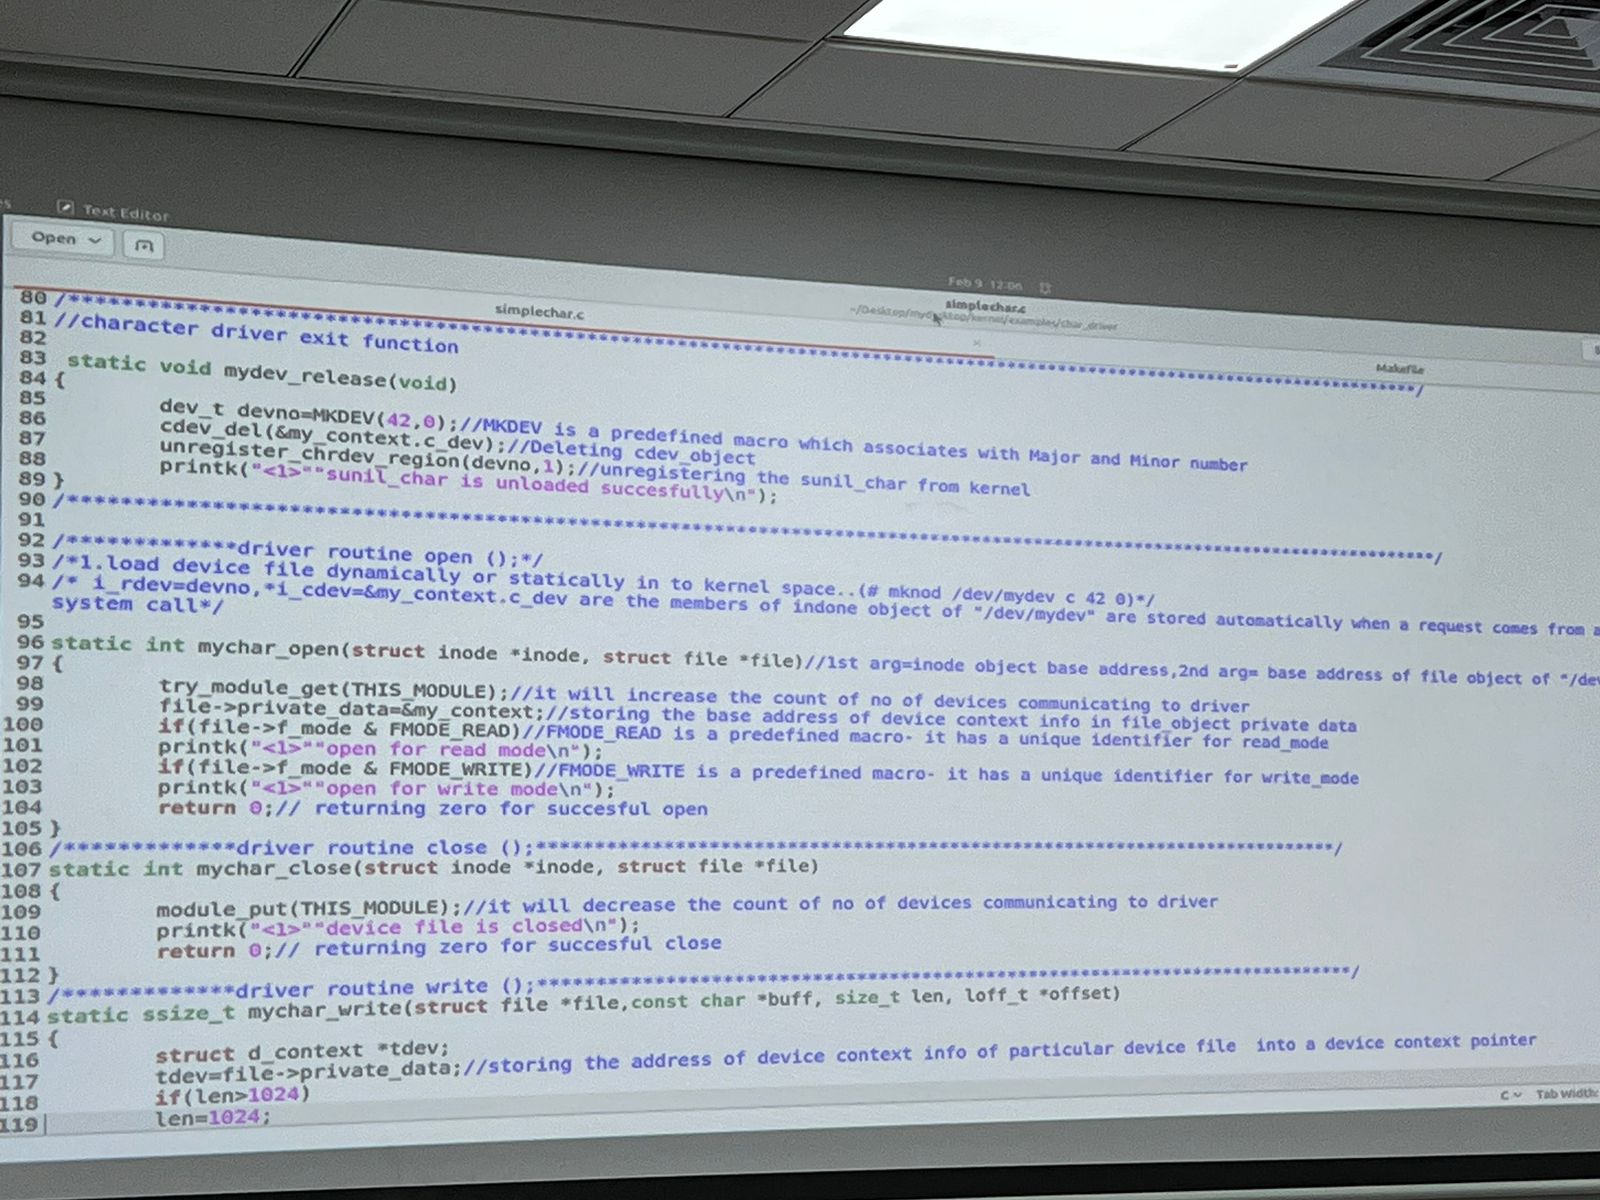 Text Editor
Open
Feb 9 12:06
simplechar.c
simplechar.c
~/Desktop/mydesktop/kernel/examples/char_driver
Makefile
80 /***********************************************************************************************************/
81 //character driver exit function
82
83 static void mydev_release(void)
84 {
85
86 dev_t devno=MKDEV(42,0);//MKDEV is a predefined macro which associates with Major and Minor number
87 cdev_del(&my_context.c_dev);//Deleting cdev_object
88 unregister_chrdev_region(devno,1);//unregistering the sunil_char from kernel
printk("<1>""sunil_char is unloaded succesfully\n");
89 }
90 /***********************************************************************************************************/
91
92 /*************driver routine open ();*/
93 /*1.load device file dynamically or statically in to kernel space..(# mknod /dev/mydev c 42 0)*/
94 /* i_rdev=devno,*i_cdev=&my_context.c_dev are the members of indone object of "/dev/mydev" are stored automatically when a request comes from a
system call*/
95
96 static int mychar_open(struct inode *inode, struct file *file)//1st arg=inode object base address,2nd arg= base address of file object of "/dev
97 {
98 try_module_get(THIS_MODULE);//it will increase the count of no of devices communicating to driver
99 file->private_data=&my_context;//storing the base address of device context info in file_object private data
100 if(file->f_mode & FMODE_READ)//FMODE_READ is a predefined macro- it has a unique identifier for read_mode
101 printk("<1>""open for read mode\n");
102 if(file->f_mode & FMODE_WRITE)//FMODE_WRITE is a predefined macro- it has a unique identifier for write_mode
103 printk("<1>""open for write mode\n");
104 return 0;// returning zero for succesful open
105 }
106 /*************driver routine close ();*********************************************************************/
107 static int mychar_close(struct inode *inode, struct file *file)
108 {
109 module_put(THIS_MODULE);//it will decrease the count of no of devices communicating to driver
110 printk("<1>""device file is closed\n");
111 return 0;// returning zero for succesful close
112 }
113 /*************driver routine write ();*********************************************************************/
114 static ssize_t mychar_write(struct file *file,const char *buff, size_t len, loff_t *offset)
115 {
116 struct d_context *tdev;
117 tdev=file->private_data;//storing the address of device context info of particular device file into a device context pointer
118 if(len>1024)
119 len=1024;
C
Tab Width: